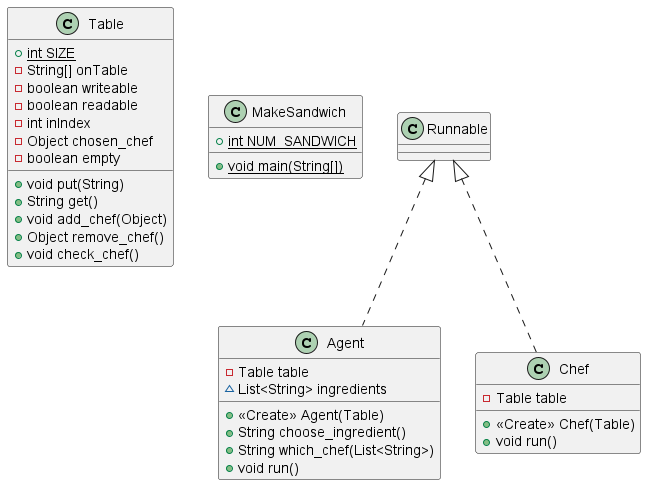 C Table
int SIZE
String[] onTable
boolean writeable
boolean readable
int inIndex
Object chosen_chef
boolean empty
void put(String)
String get()
void add_chef(Object)
Object remove_chef()
void check_chef()
C MakeSandwich
int NUM_SANDWICH
void main(String[])
C Runnable
C Agent
Table table
List<String> ingredients
«Create» Agent(Table)
String choose_ingredient()
String which_chef(List<String>)
void run()
C Chef
Table table
«Create» Chef(Table)
void run()